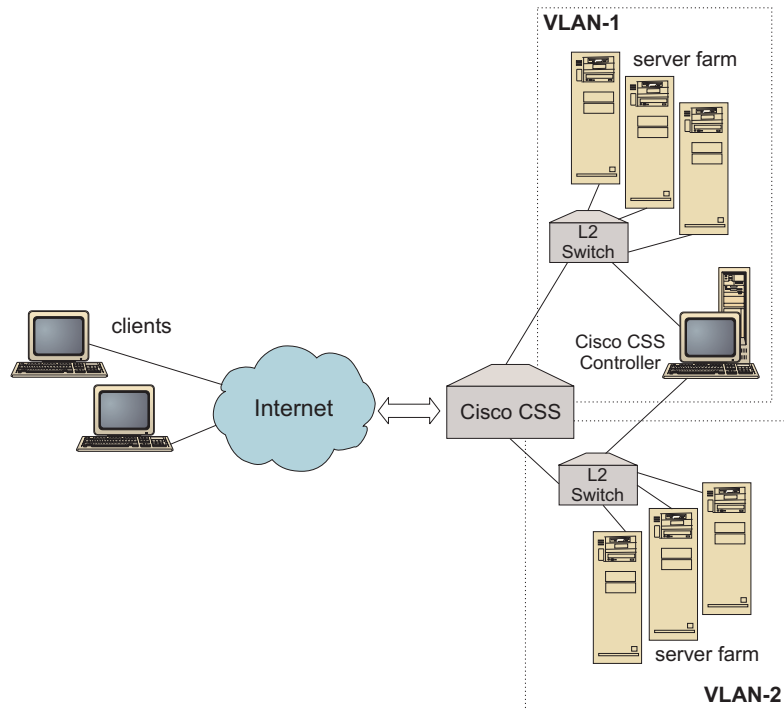 VLAN-1
server farm
L2
Switch
clients
Cisco CSS
Controller
Internet
Cisco CSS
L2
Switch
server farm
VLAN-2